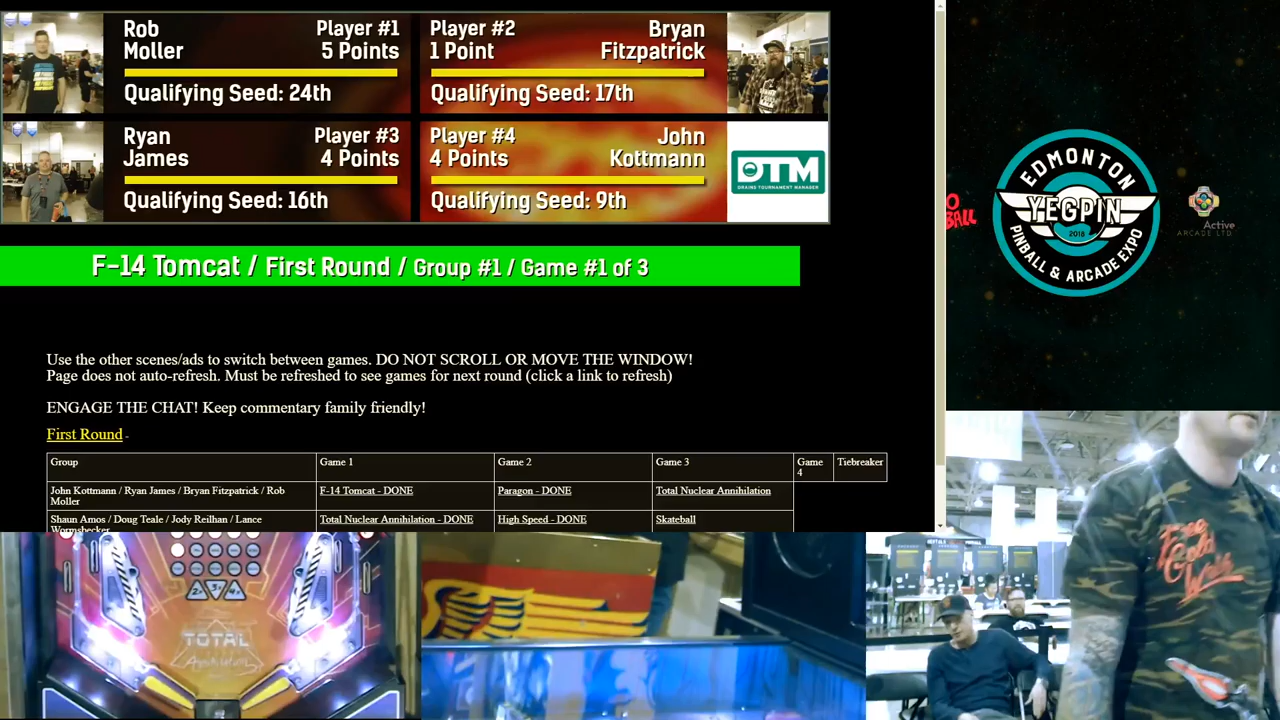 Rob Moller
Player #1
5 Points
Qualifying Seed: 24th
Player #2
1 Point
Bryan Fitzpatrick
Qualifying Seed: 17th
Ryan James
Player #3
4 Points
Qualifying Seed: 16th
Player #4
4 Points
John Kottmann
Qualifying Seed: 9th
DTM
DRAINS TOURNAMENT MANAGER
F-14 Tomcat / First Round / Group #1 / Game #1 of 3
Use the other scenes/ads to switch between games. DO NOT SCROLL OR MOVE THE WINDOW!
Page does not auto-refresh. Must be refreshed to see games for next round (click a link to refresh)
ENGAGE THE CHAT! Keep commentary family friendly!
First Round -
Group Game 1 Game 2 Game 3 Game 4 Tiebreaker
John Kottmann / Ryan James / Bryan Fitzpatrick / Rob Moller
F-14 Tomcat - DONE
Paragon - DONE
Total Nuclear Annihilation
Shaun Amos / Doug Teale / Jody Reilhan / Lance
Total Nuclear Annihilation - DONE
High Speed - DONE
Skateball
EDMONTON
YEGPIN
2018
PINBALL & ARCADE EXPO
Active
ARCADE LTD
TOTAL
Annihilation